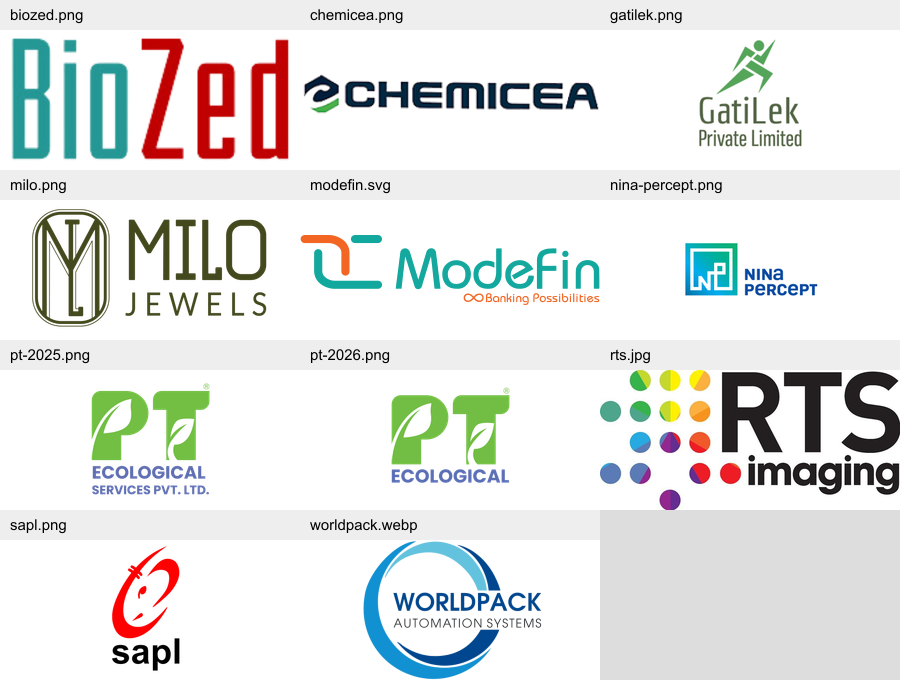 biozed.png
chemicea.png
gatilek.png
BioZed
CHEMICEA
GatiLek
Private Limited
milo.png
modefin.svg
nina-percept.png
MILO
JEWELS
ModeFin
Banking Possibilities
NINA
PERCEPT
pt-2025.png
pt-2026.png
rts.jpg
PT®
ECOLOGICAL
SERVICES PVT. LTD.
PT®
ECOLOGICAL
RTS
imaging
sapl.png
worldpack.webp
sapl
WORLDPACK
AUTOMATION SYSTEMS